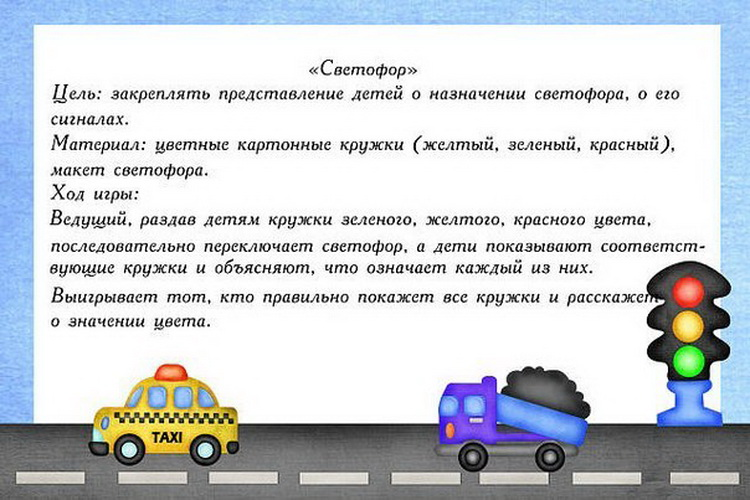 «Светофор»
Цель: закреплять представление детей о назначении светофора, о его
сигналах.
Материал: цветные картонные кружки (желтый, зеленый, красный),
макет светофора.
Ход игры:
Ведущий, раздав детям кружки зеленого, желтого, красного цвета,
последовательно переключает светофор, а дети показывают соответст-
вующие кружки и объясняют, что означает каждый из них.
Выигрывает тот, кто правильно покажет все кружки и расскажет
о значении цвета.
TAXI